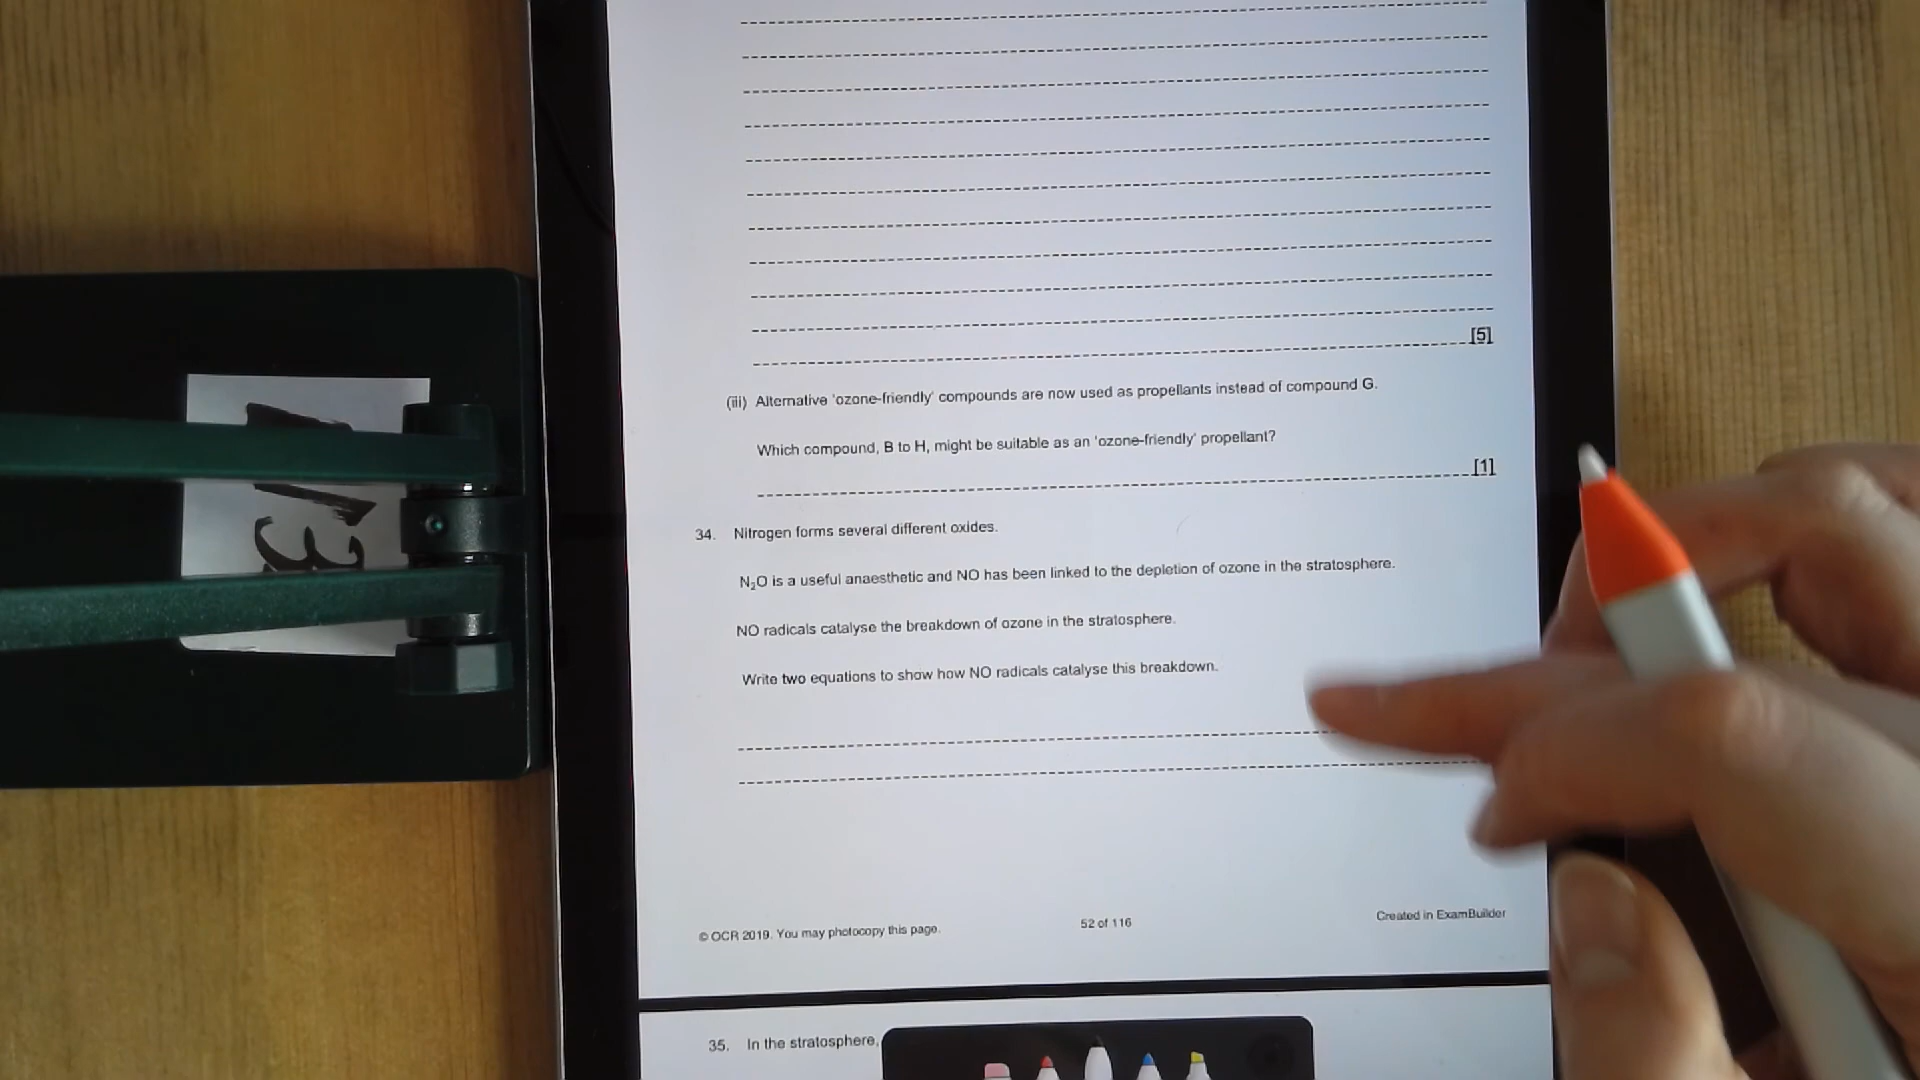 [5]
(iii) Alternative 'ozone-friendly' compounds are now used as propellants instead of compound G.
Which compound, B to H, might be suitable as an 'ozone-friendly' propellant?
[1]
34. Nitrogen forms several different oxides.
N₂O is a useful anaesthetic and NO has been linked to the depletion of ozone in the stratosphere.
NO radicals catalyse the breakdown of ozone in the stratosphere.
Write two equations to show how NO radicals catalyse this breakdown.
© OCR 2019. You may photocopy this page.
52 of 116
Created in ExamBuilder
35. In the stratosphere,